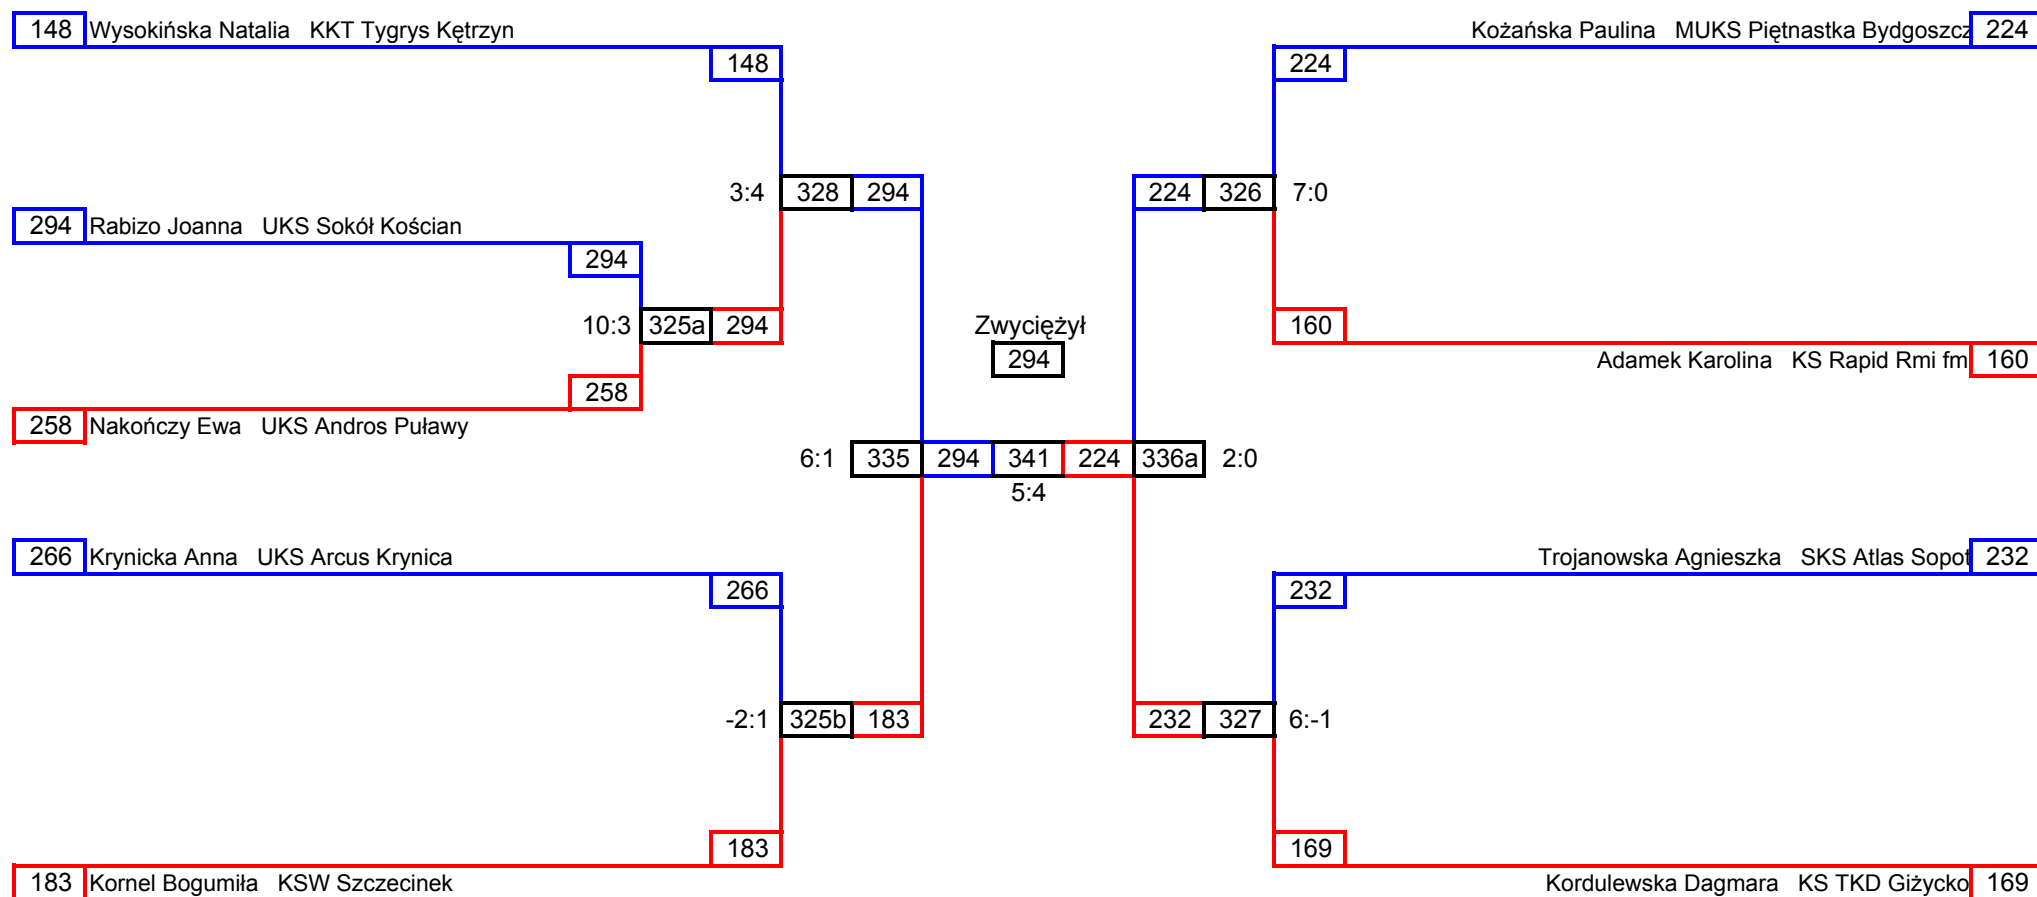 148 Wysokińska Natalia KKT Tygrys Kętrzyn
Kożańska Paulina MUKS Piętnastka Bydgoszcz 224
148
224
3:4 328 294
224 326 7:0
294 Rabizo Joanna UKS Sokół Kościan
294
10:3 325a 294
Zwyciężył
160
294
Adamek Karolina KS Rapid Rmi fm 160
258
258 Nakończy Ewa UKS Andros Puławy
6:1 335 294 341 224 336a 2:0
5:4
266 Krynicka Anna UKS Arcus Krynica
Trojanowska Agnieszka SKS Atlas Sopot 232
266
232
-2:1 325b 183
232 327 6:-1
183
169
183 Kornel Bogumiła KSW Szczecinek
Kordulewska Dagmara KS TKD Giżycko 169